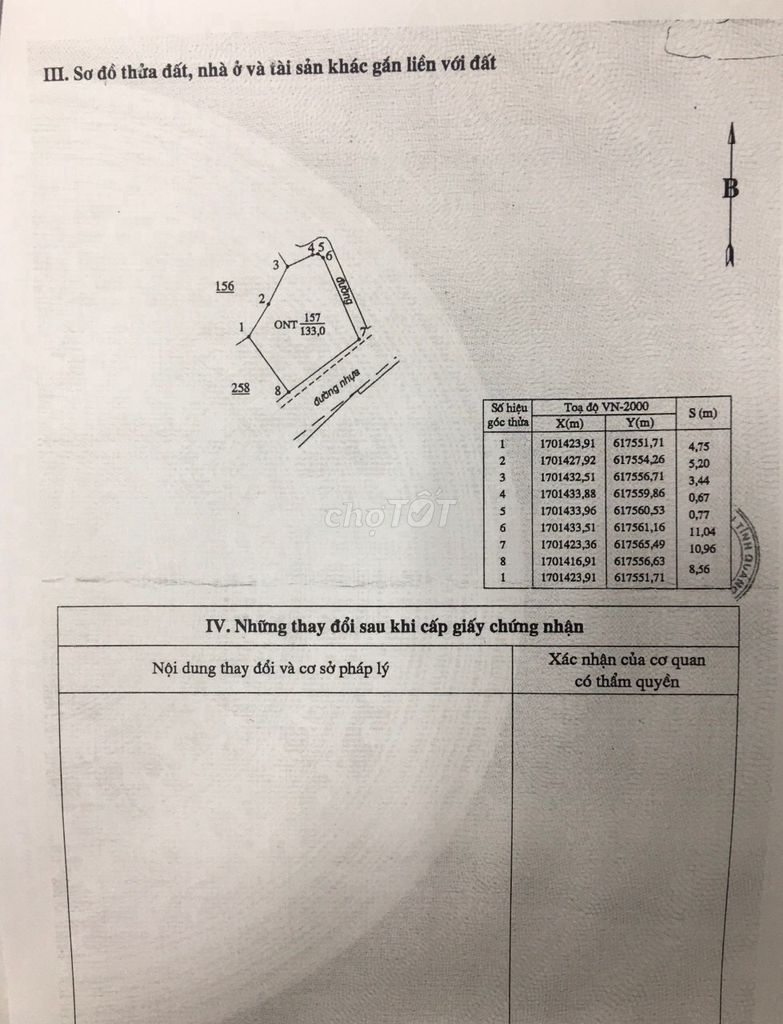 III. Sơ đồ thửa đất, nhà ở và tài sản khác gắn liền với đất
B
4 5
6
3
156
2
đường
1
ONT 157
133,0
7
258
8
đường nhựa
chợTỐT
Số hiệu góc thửa | Toạ độ VN-2000 | S (m)
X(m) | Y(m)
1 | 1701423,91 | 617551,71
4,75
2 | 1701427,92 | 617554,26
5,20
3 | 1701432,51 | 617556,71
3,44
4 | 1701433,88 | 617559,86
0,67
5 | 1701433,96 | 617560,53
0,77
6 | 1701433,51 | 617561,16
11,04
7 | 1701423,36 | 617565,49
10,96
8 | 1701416,91 | 617556,63
8,56
1 | 1701423,91 | 617551,71
TỈNH QUẢNG
IV. Những thay đổi sau khi cấp giấy chứng nhận
Nội dung thay đổi và cơ sở pháp lý
Xác nhận của cơ quan
có thẩm quyền